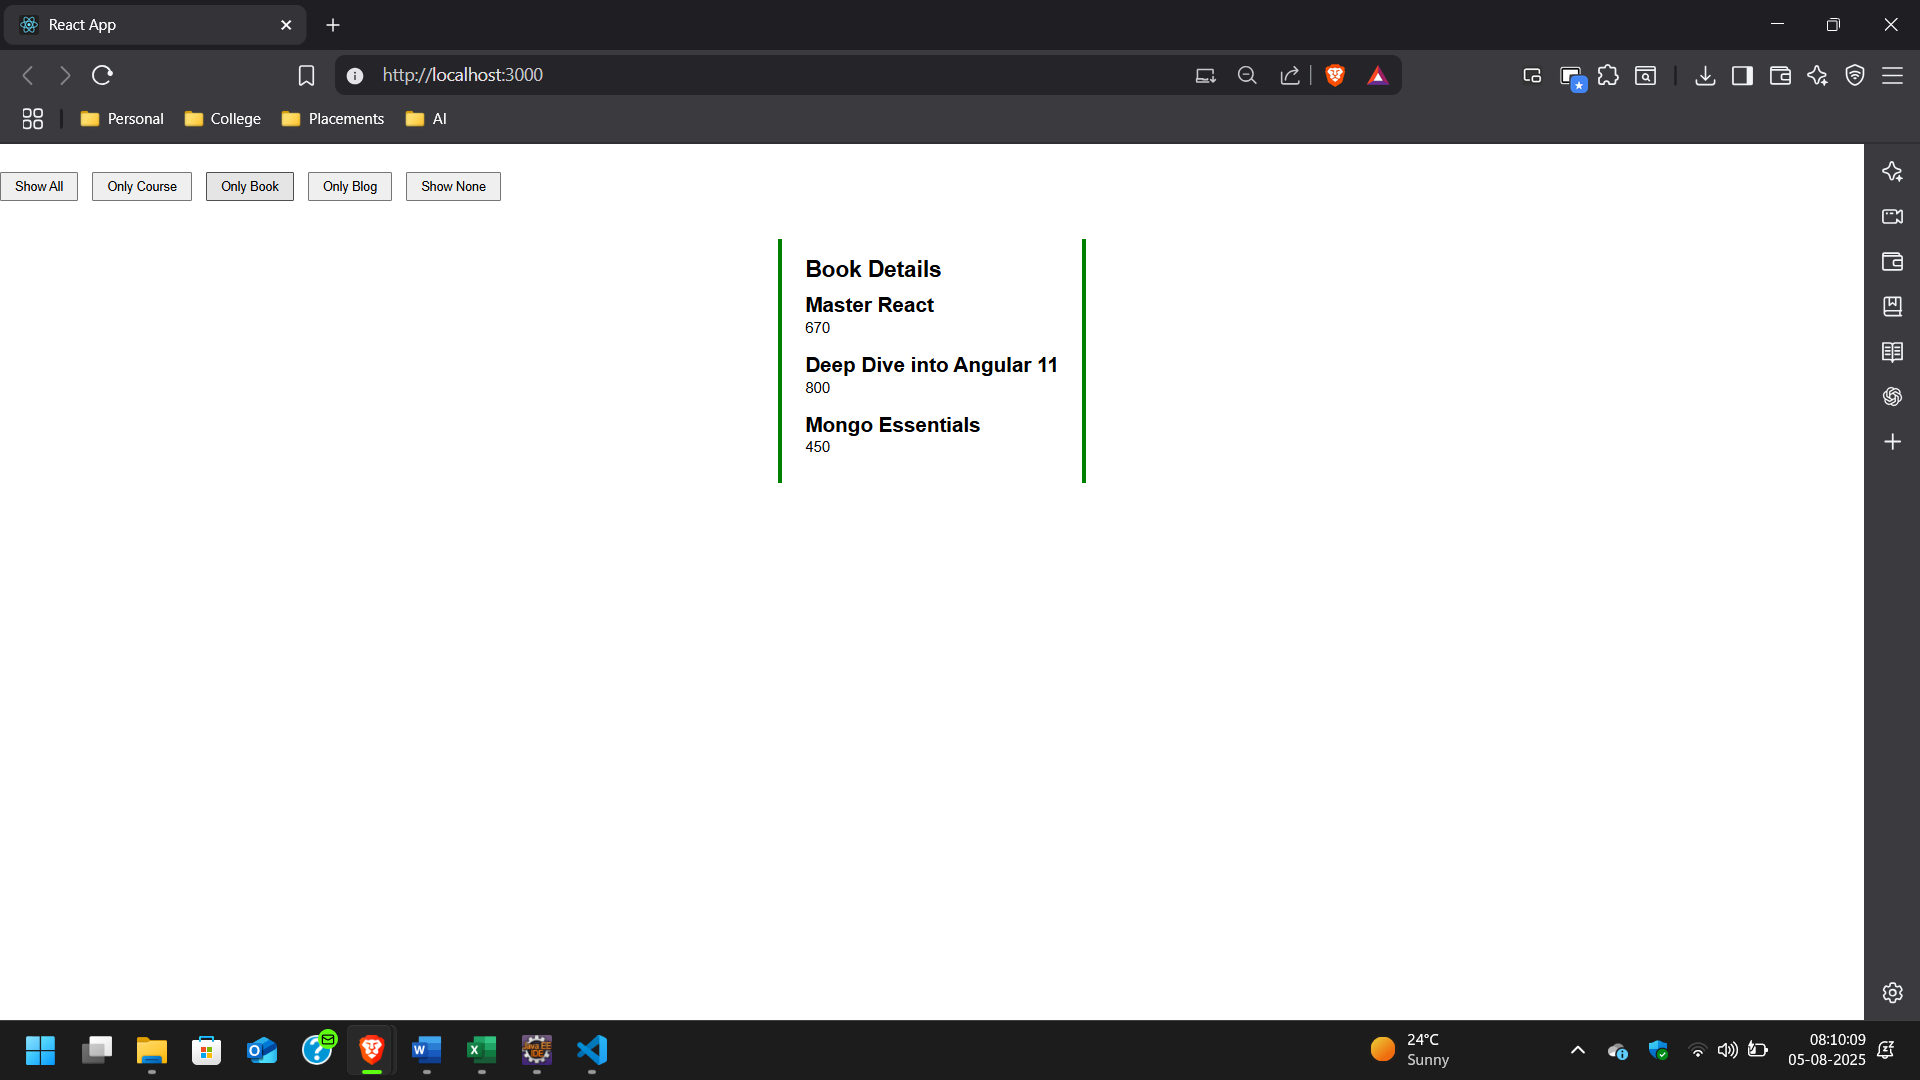 React App
http://localhost:3000
Personal College Placements AI
Show All Only Course Only Book Only Blog Show None
Book Details
Master React
670
Deep Dive into Angular 11
800
Mongo Essentials
450
24°C
Sunny
08:10:09
05-08-2025